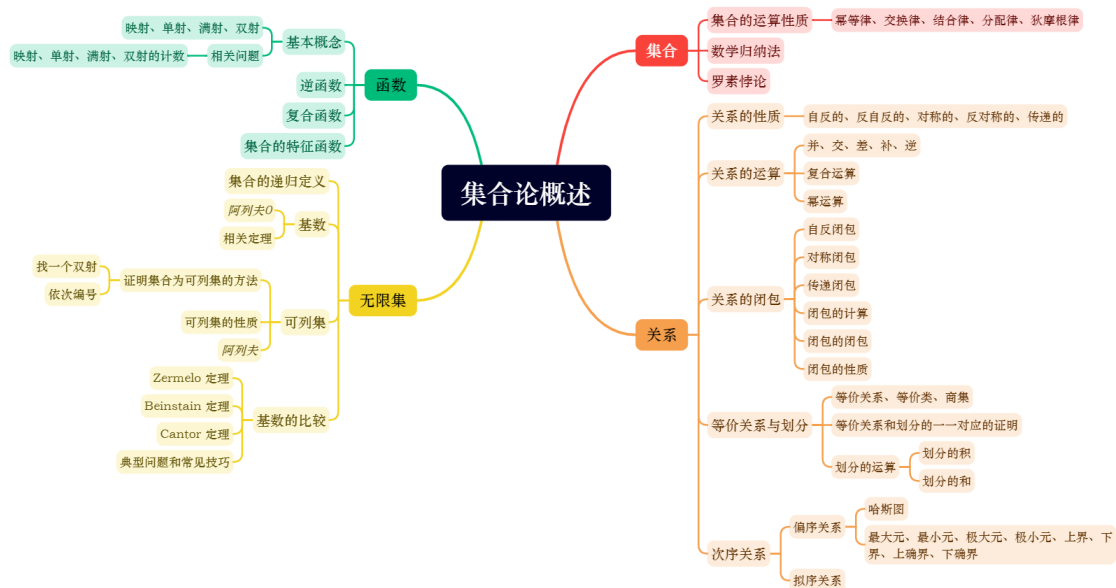 集合论概述
集合
集合的运算性质
幂等律、交换律、结合律、分配律、狄摩根律
数学归纳法
罗素悖论
关系
关系的性质
自反的、反自反的、对称的、反对称的、传递的
关系的运算
并、交、差、补、逆
复合运算
幂运算
关系的闭包
自反闭包
对称闭包
传递闭包
闭包的计算
闭包的闭包
闭包的性质
等价关系与划分
等价关系、等价类、商集
等价关系和划分的一一对应的证明
划分的运算
划分的积
划分的和
次序关系
偏序关系
哈斯图
最大元、最小元、极大元、极小元、上界、下
界、上确界、下确界
拟序关系
函数
基本概念
映射、单射、满射、双射
相关问题
映射、单射、满射、双射的计数
逆函数
复合函数
集合的特征函数
无限集
集合的递归定义
基数
阿列夫0
相关定理
可列集
证明集合为可列集的方法
找一个双射
依次编号
可列集的性质
阿列夫
基数的比较
Zermelo 定理
Beinstain 定理
Cantor 定理
典型问题和常见技巧